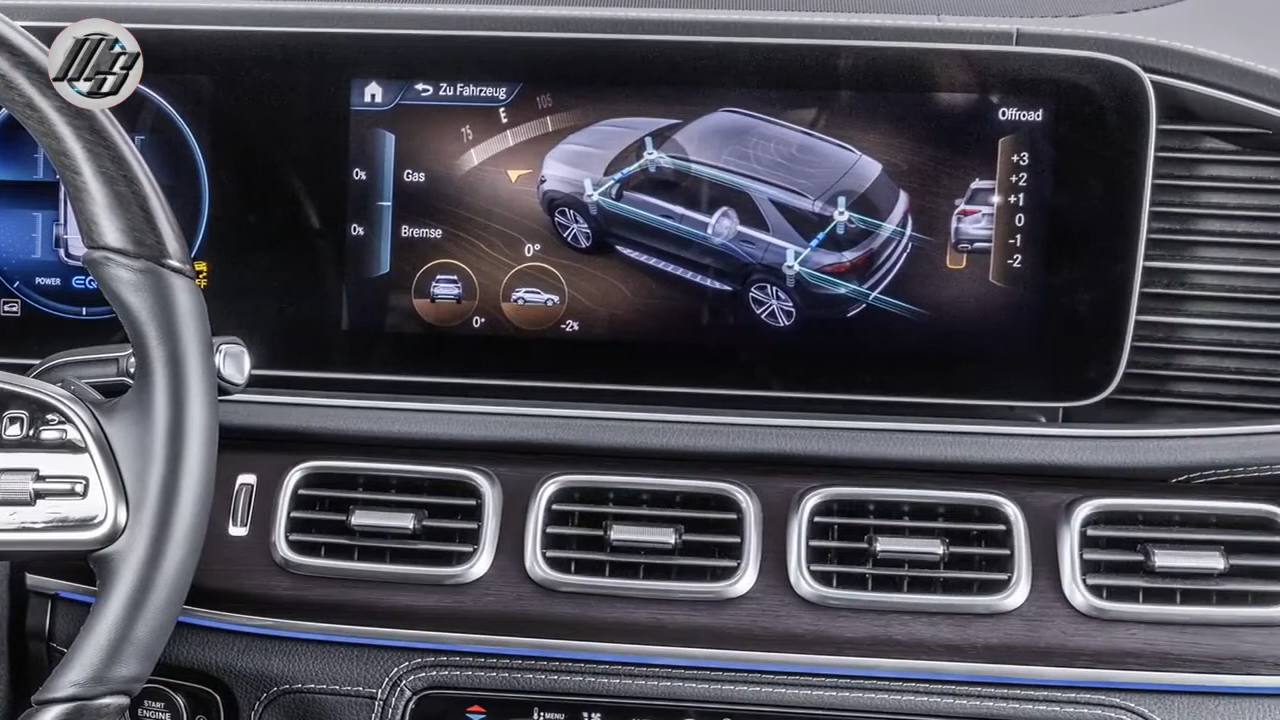 MS
Zu Fahrzeug
75
E
105
Offroad
0%
Gas
0%
Bremse
0°
0°
-2%
+3
+2
+1
0
-1
-2
POWER
EQ
START
ENGINE
MENU